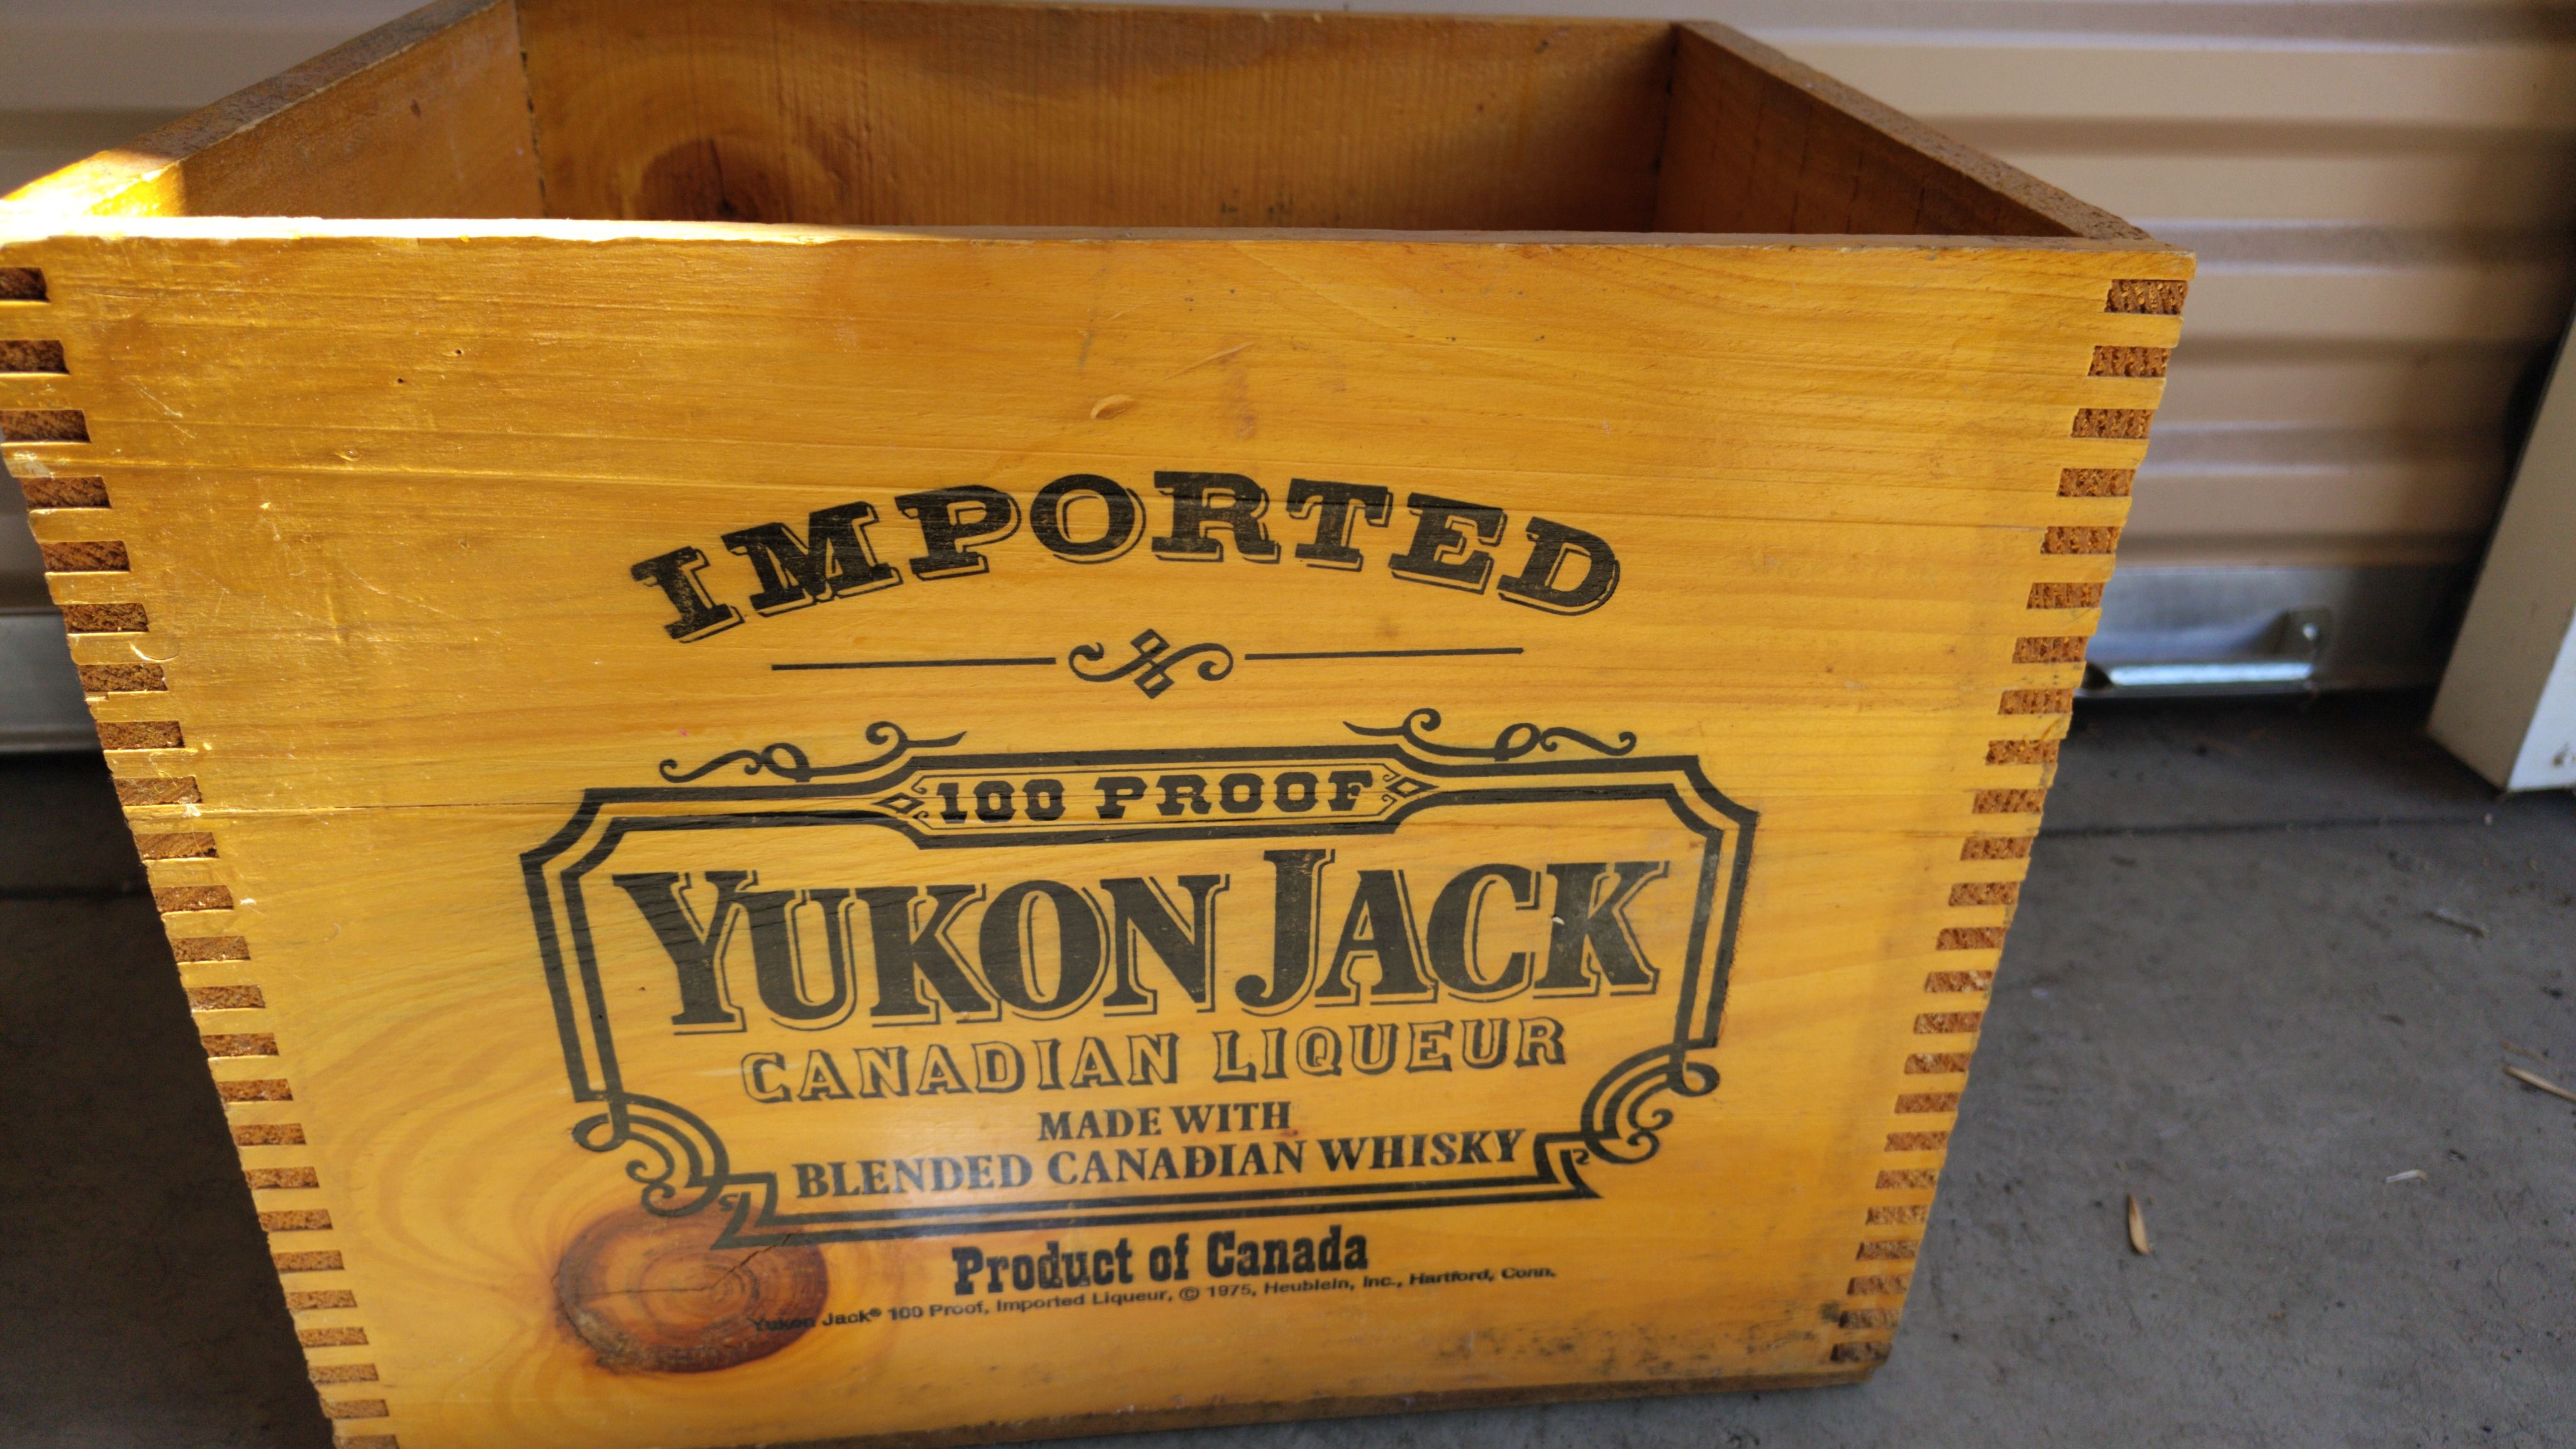 IMPORTED
100 PROOF
YUKON JACK
CANADIAN LIQUEUR
MADE WITH
BLENDED CANADIAN WHISKY
Product of Canada
Yukon Jack® 100 Proof, Imported Liqueur, © 1975, Heublein, Inc., Hartford, Conn.